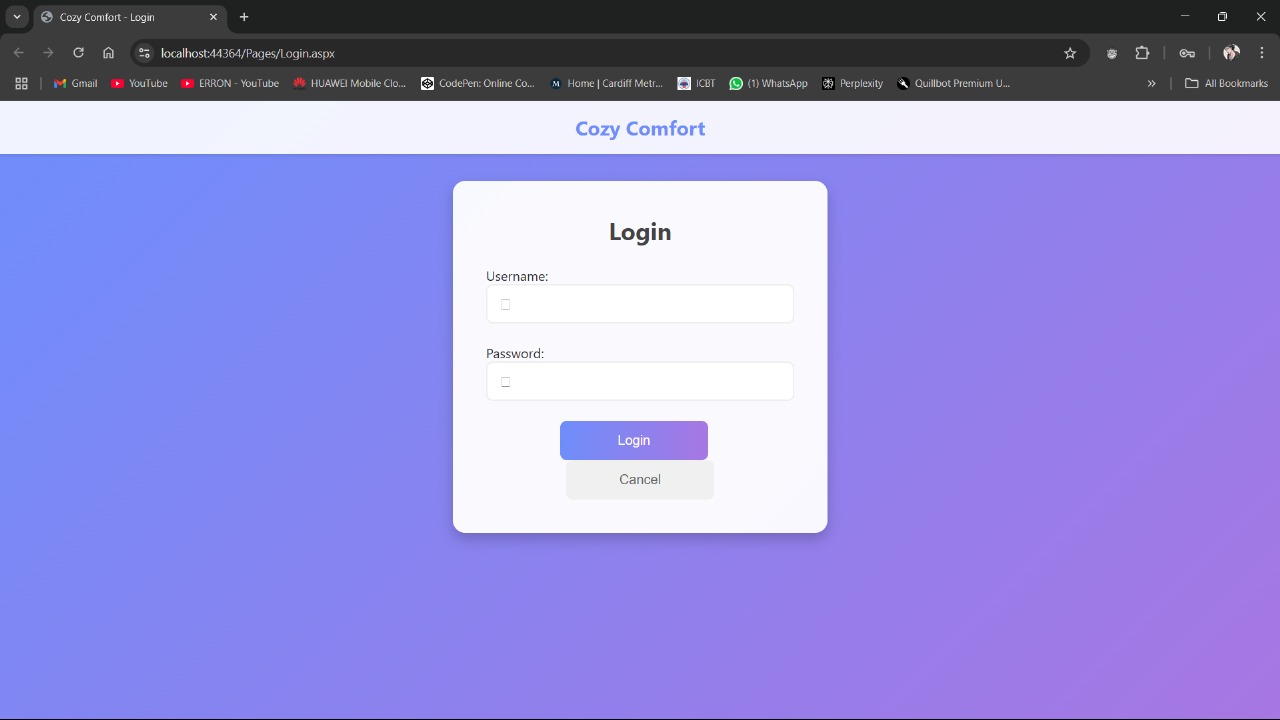 Cozy Comfort - Login
localhost:44364/Pages/Login.aspx
Gmail YouTube ERRON - YouTube HUAWEI Mobile Clo... CodePen: Online Co... Home | Cardiff Metr... ICBT (1) WhatsApp Perplexity Quillbot Premium U... » All Bookmarks
Cozy Comfort
Login
Username:
Password:
Login
Cancel